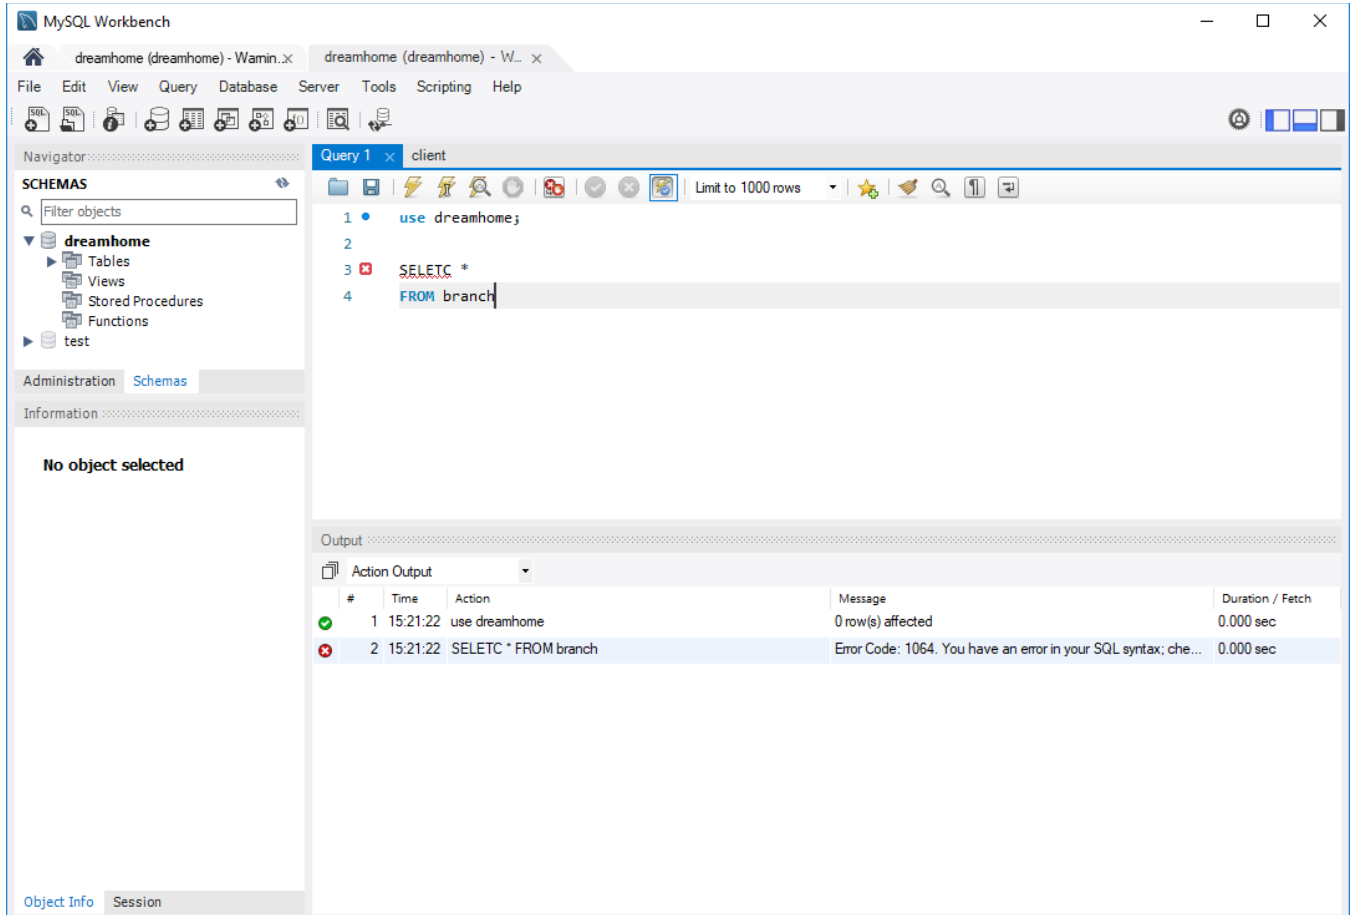 MySQL Workbench
dreamhome (dreamhome) - Warnin.. dreamhome (dreamhome) - W...
File Edit View Query Database Server Tools Scripting Help
Navigator
SCHEMAS
Filter objects
dreamhome
Tables
Views
Stored Procedures
Functions
test
Administration Schemas
Information
No object selected
Object Info Session
Query 1 client
Limit to 1000 rows
1 use dreamhome;
2
3 SELETC *
4 FROM branch
Output
Action Output
# Time Action Message Duration / Fetch
1 15:21:22 use dreamhome 0 row(s) affected 0.000 sec
2 15:21:22 SELETC * FROM branch Error Code: 1064. You have an error in your SQL syntax; che... 0.000 sec